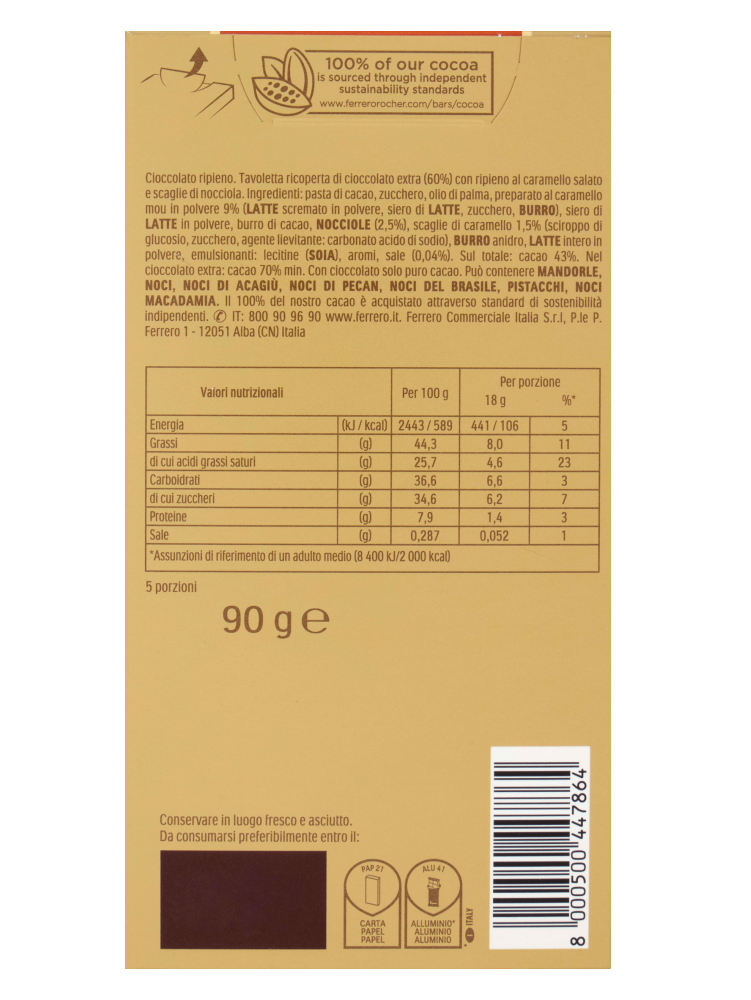 100% of our cocoa
is sourced through independent
sustainability standards
www.ferrerorocher.com/bars/cocoa
Cioccolato ripieno. Tavoletta ricoperta di cioccolato extra (60%) con ripieno al caramello salato
e scaglie di nocciola. Ingredienti: pasta di cacao, zucchero, olio di palma, preparato al caramello
mou in polvere 9% (LATTE scremato in polvere, siero di LATTE, zucchero, BURRO), siero di
LATTE in polvere, burro di cacao, NOCCIOLE (2,5%), scaglie di caramello 1,5% (sciroppo di
glucosio, zucchero, agente lievitante: carbonato acido di sodio), BURRO anidro, LATTE intero in
polvere, emulsionanti: lecitine (SOIA), aromi, sale (0,04%). Sul totale: cacao 43%. Nel
cioccolato extra: cacao 70% min. Con cioccolato solo puro cacao. Può contenere MANDORLE,
NOCI, NOCI DI ACAGIÙ, NOCI DI PECAN, NOCI DEL BRASILE, PISTACCHI, NOCI
MACADAMIA. Il 100% del nostro cacao è acquistato attraverso standard di sostenibilità
indipendenti. ✆ IT: 800 90 96 90 www.ferrero.it. Ferrero Commerciale Italia S.r.l, P.le P.
Ferrero 1 - 12051 Alba (CN) Italia
Valori nutrizionali Per 100 g Per porzione
18 g %*
Energia (kJ / kcal) 2443 / 589 441 / 106 5
Grassi (g) 44,3 8,0 11
di cui acidi grassi saturi (g) 25,7 4,6 23
Carboidrati (g) 36,6 6,6 3
di cui zuccheri (g) 34,6 6,2 7
Proteine (g) 7,9 1,4 3
Sale (g) 0,287 0,052 1
*Assunzioni di riferimento di un adulto medio (8 400 kJ/2 000 kcal)
5 porzioni
90 g ℮
Conservare in luogo fresco e asciutto.
Da consumarsi preferibilmente entro il:
PAP 21
CARTA
PAPEL
PAPEL
ALU 41
ALLUMINIO*
ALUMINIO
ALUMINIO
* ITALY
8 000500 447864